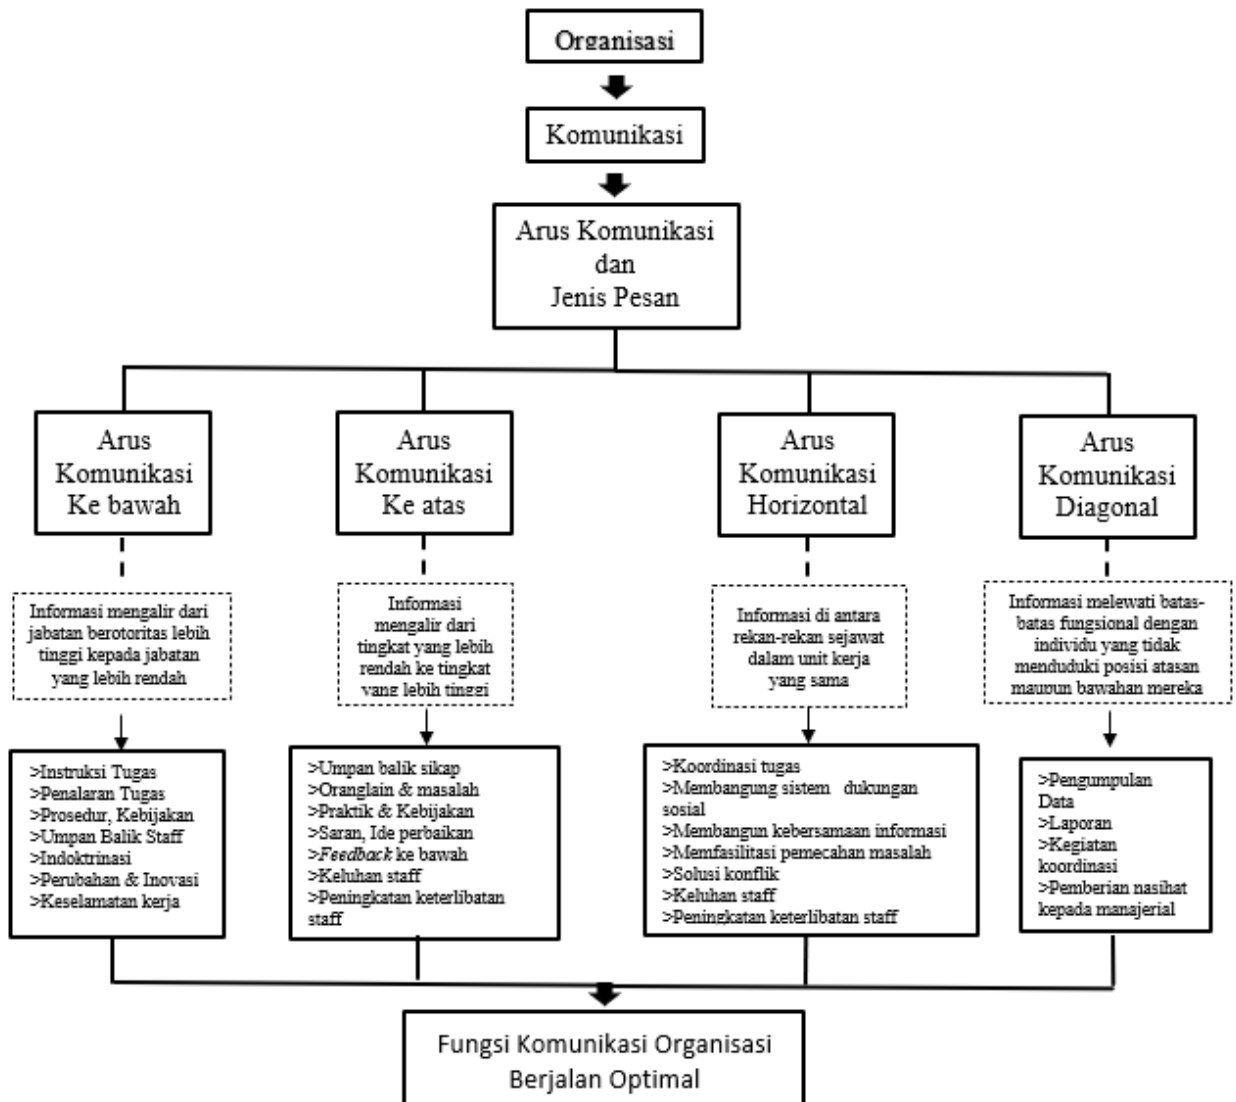 Organisasi
Komunikasi
Arus Komunikasi
dan
Jenis Pesan
Arus
Komunikasi
Ke bawah
Arus
Komunikasi
Ke atas
Arus
Komunikasi
Horizontal
Arus
Komunikasi
Diagonal
Informasi mengalir dari
jabatan berotoritas lebih
tinggi kepada jabatan
yang lebih rendah
Informasi
mengalir dari
tingkat yang lebih
rendah ke tingkat
yang lebih tinggi
Informasi di antara
rekan-rekan sejawat
dalam unit kerja
yang sama
Informasi melewati batas-
batas fungsional dengan
individu yang tidak
menduduki posisi atasan
maupun bawahan mereka
>Instruksi Tugas
>Penalaran Tugas
>Prosedur, Kebijakan
>Umpan Balik Staff
>Indoktrinasi
>Perubahan & Inovasi
>Keselamatan kerja
>Umpan balik sikap
>Oranglain & masalah
>Praktik & Kebijakan
>Saran, Ide perbaikan
>Feedback ke bawah
>Keluhan staff
>Peningkatan keterlibatan
staff
>Koordinasi tugas
>Membangung sistem dukungan
sosial
>Membangun kebersamaan informasi
>Memfasilitasi pemecahan masalah
>Solusi konflik
>Keluhan staff
>Peningkatan keterlibatan staff
>Pengumpulan
Data
>Laporan
>Kegiatan
koordinasi
>Pemberian nasihat
kepada manajerial
Fungsi Komunikasi Organisasi
Berjalan Optimal